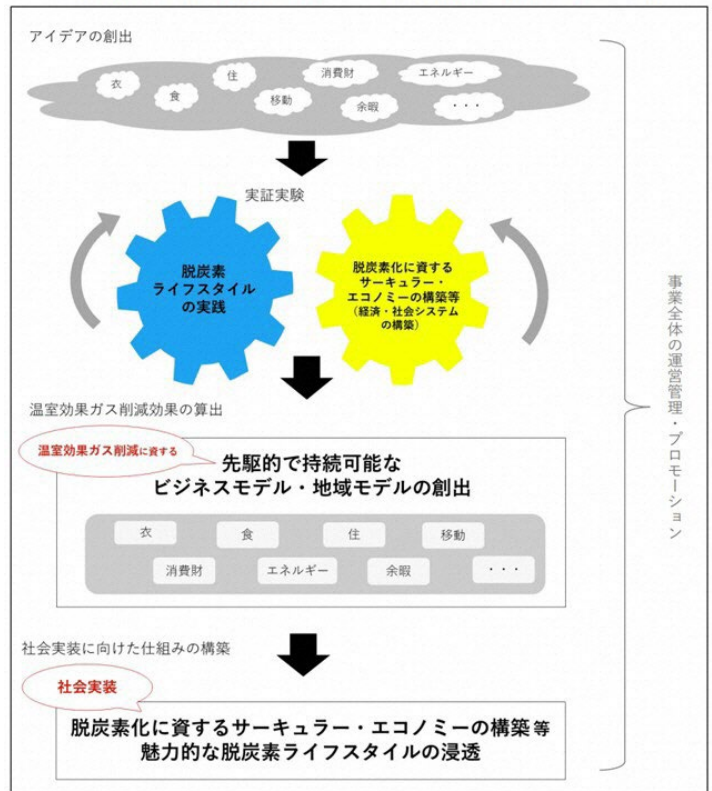 アイデアの創出
衣
食
住
移動
消費財
余暇
エネルギー
・・・
実証実験
脱炭素
ライフスタイル
の実践
脱炭素化に資する
サーキュラー・
エコノミーの構築等
（経済・社会システム
の構築）
温室効果ガス削減効果の算出
温室効果ガス削減に資する
先駆的で持続可能な
ビジネスモデル・地域モデルの創出
衣
食
住
移動
消費財
エネルギー
余暇
・・・
社会実装に向けた仕組みの構築
社会実装
脱炭素化に資するサーキュラー・エコノミーの構築等
魅力的な脱炭素ライフスタイルの浸透
事業全体の運営管理・プロモーション